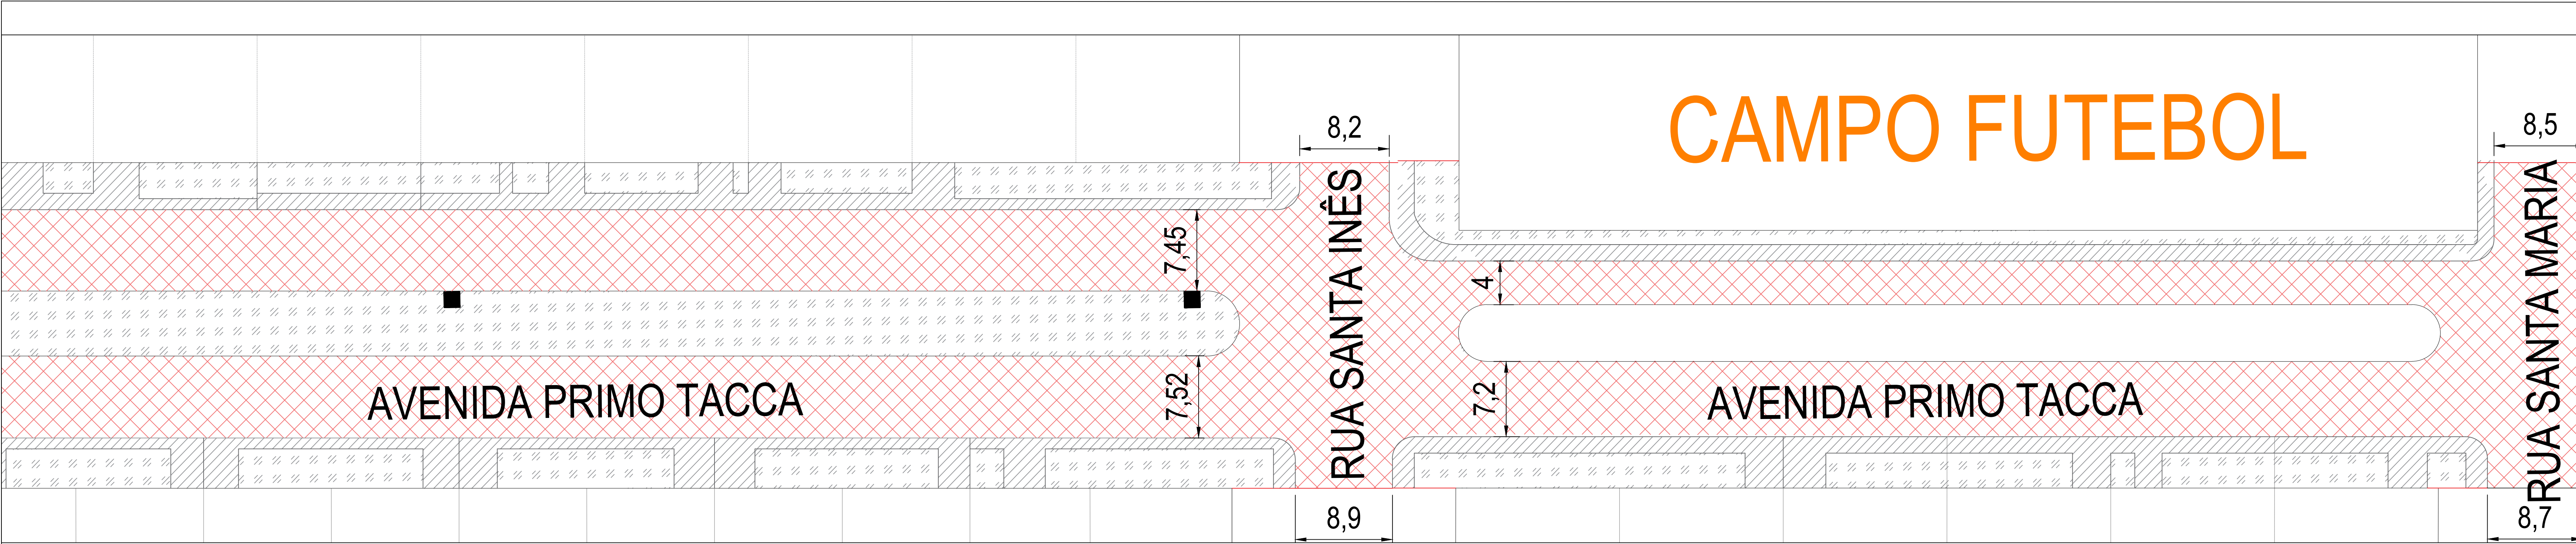 CAMPO FUTEBOL
8,2
8,5
RUA SANTA INÊS
RUA SANTA MARIA
7,45
4
AVENIDA PRIMO TACCA
7,52
7,2
AVENIDA PRIMO TACCA
8,9
8,7